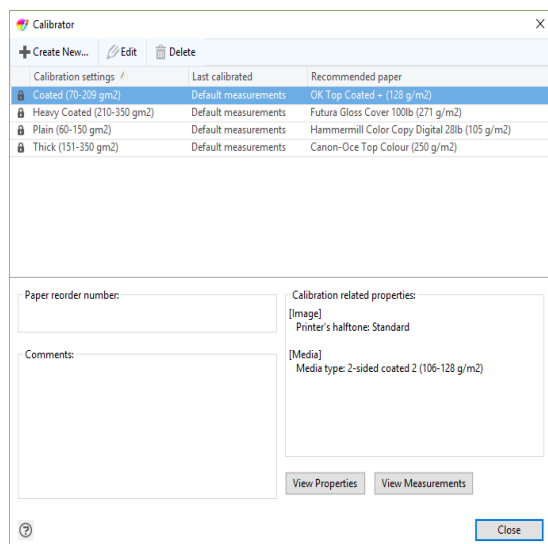 Calibrator
Create New... Edit Delete
Calibration settings Last calibrated Recommended paper
Coated (70-209 gm2) Default measurements OK Top Coated + (128 g/m2)
Heavy Coated (210-350 gm2) Default measurements Futura Gloss Cover 100lb (271 g/m2)
Plain (60-150 gm2) Default measurements Hammermill Color Copy Digital 28lb (105 g/m2)
Thick (151-350 gm2) Default measurements Canon-Oce Top Colour (250 g/m2)
Paper reorder number:
Comments:
Calibration related properties:
[Image]
Printer's halftone: Standard
[Media]
Media type: 2-sided coated 2 (106-128 g/m2)
View Properties View Measurements
? Close